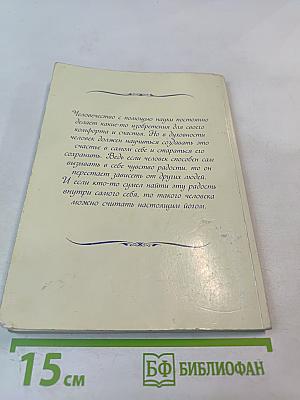 Человечество с помощью науки постоянно
делает какие-то изобретения для своего
комфорта и счастья. Но в духовности
человек должен научиться создавать это
счастье в самом себе и стараться его
сохранить. Ведь если человек способен сам
вызывать в себе чувство радости, то он
перестает зависеть от других людей.
И если кто-то сумел найти эту радость
внутри самого себя, то такого человека
можно считать настоящим йогом.
15 см
БФ БИБЛИОФАН